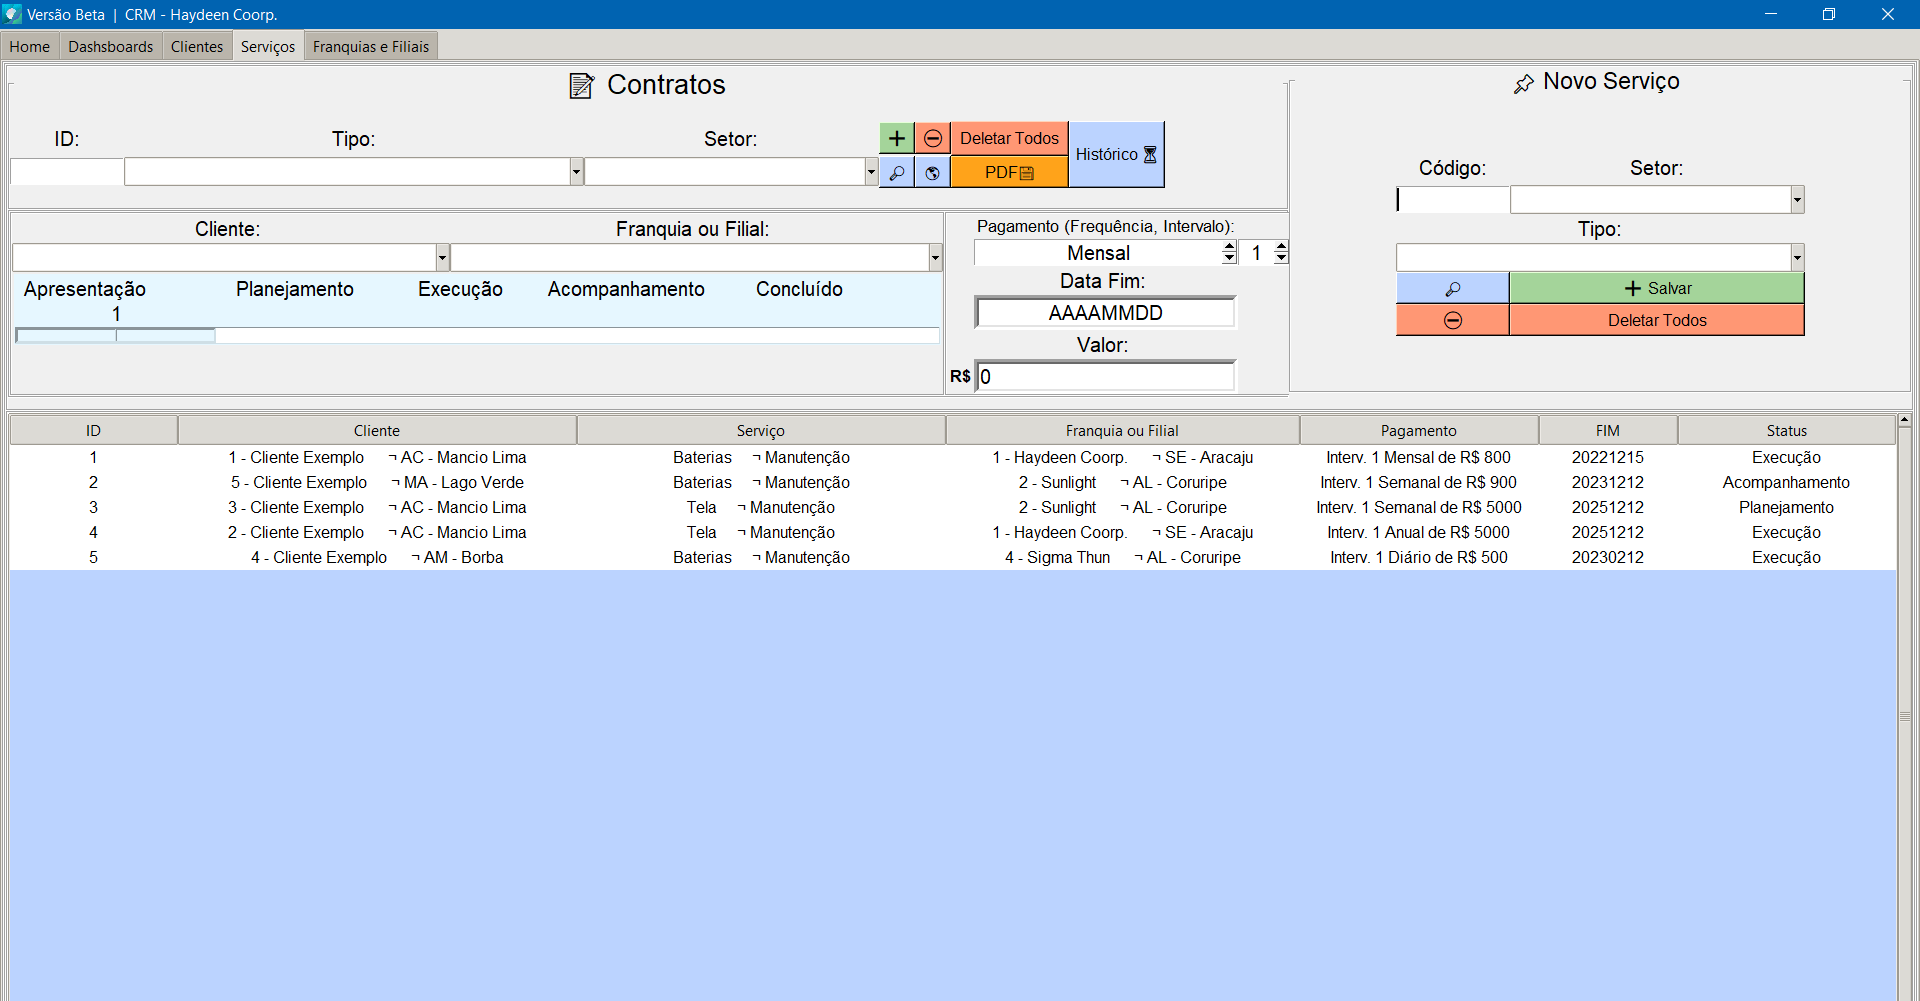 Versão Beta | CRM - Haydeen Coorp.
Home Dashsboards Clientes Serviços Franquias e Filiais
Contratos
ID: Tipo: Setor:
+ Deletar Todos Histórico
PDF
Cliente: Franquia ou Filial:
Apresentação Planejamento Execução Acompanhamento Concluído
1
Pagamento (Frequência, Intervalo):
Mensal 1
Data Fim:
AAAAMMDD
Valor:
R$ 0
Novo Serviço
Código: Setor:
Tipo:
+ Salvar
Deletar Todos
ID Cliente Serviço Franquia ou Filial Pagamento FIM Status
1 1 - Cliente Exemplo ¬ AC - Mancio Lima Baterias ¬ Manutenção 1 - Haydeen Coorp. ¬ SE - Aracaju Interv. 1 Mensal de R$ 800 20221215 Execução
2 5 - Cliente Exemplo ¬ MA - Lago Verde Baterias ¬ Manutenção 2 - Sunlight ¬ AL - Coruripe Interv. 1 Semanal de R$ 900 20231212 Acompanhamento
3 3 - Cliente Exemplo ¬ AC - Mancio Lima Tela ¬ Manutenção 2 - Sunlight ¬ AL - Coruripe Interv. 1 Semanal de R$ 5000 20251212 Planejamento
4 2 - Cliente Exemplo ¬ AC - Mancio Lima Tela ¬ Manutenção 1 - Haydeen Coorp. ¬ SE - Aracaju Interv. 1 Anual de R$ 5000 20251212 Execução
5 4 - Cliente Exemplo ¬ AM - Borba Baterias ¬ Manutenção 4 - Sigma Thun ¬ AL - Coruripe Interv. 1 Diário de R$ 500 20230212 Execução